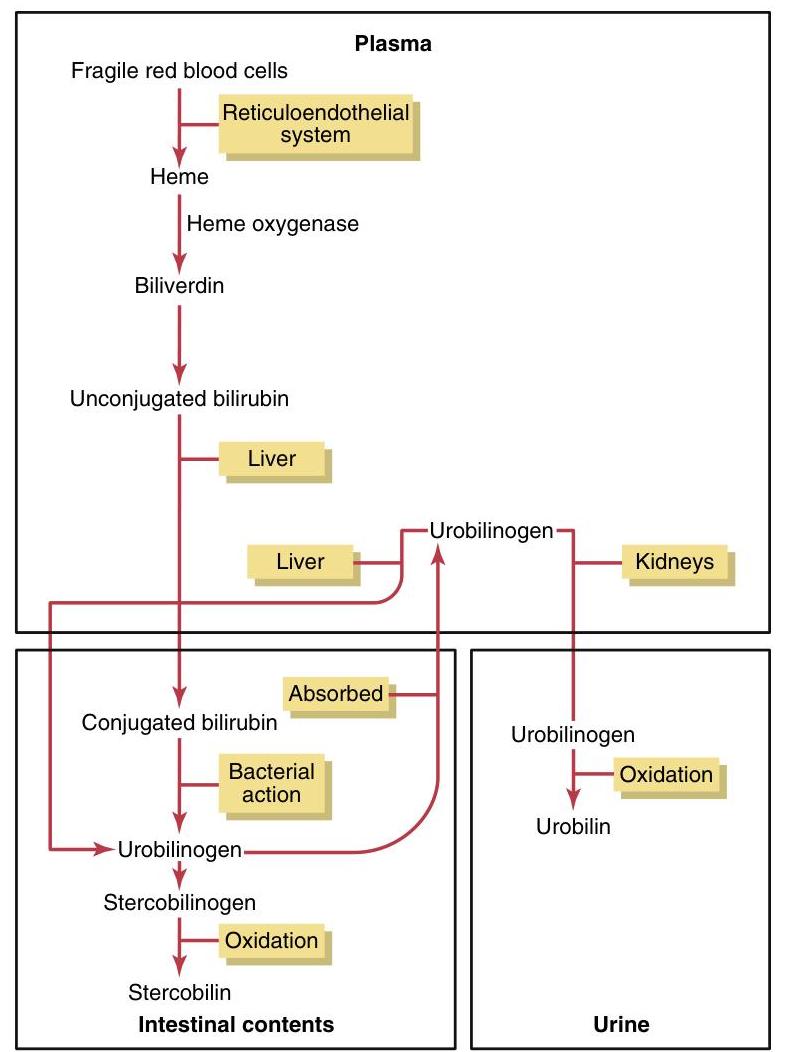 Plasma
Fragile red blood cells
Reticuloendothelial
system
Heme
Heme oxygenase
Biliverdin
Unconjugated bilirubin
Liver
Urobilinogen
Liver
Kidneys
Absorbed
Conjugated bilirubin
Bacterial
action
Urobilinogen
Stercobilinogen
Oxidation
Stercobilin
Intestinal contents
Urobilinogen
Oxidation
Urobilin
Urine